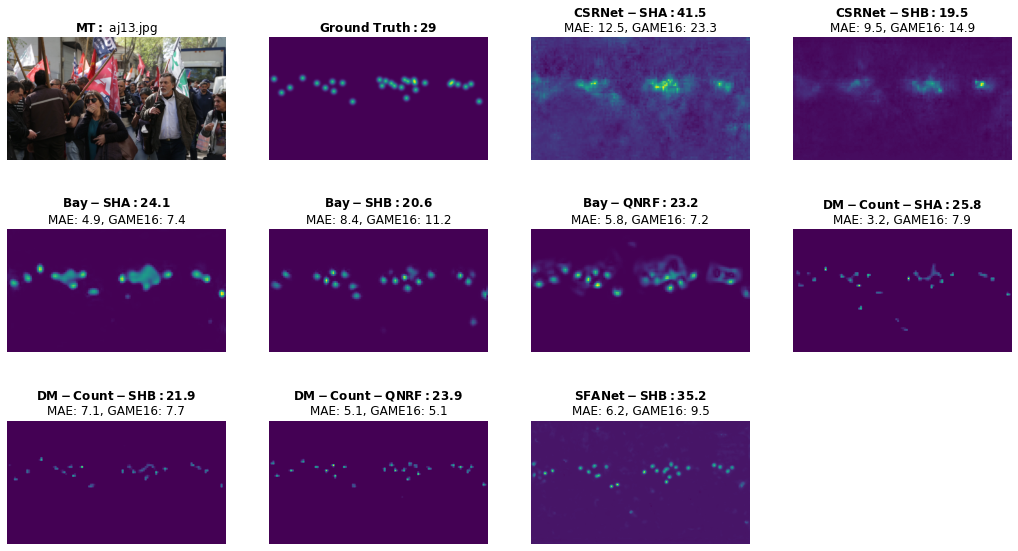 MT: aj13.jpg
Ground Truth: 29
CSRNet − SHA: 41.5
MAE: 12.5, GAME16: 23.3
CSRNet − SHB: 19.5
MAE: 9.5, GAME16: 14.9
Bay − SHA: 24.1
MAE: 4.9, GAME16: 7.4
Bay − SHB: 20.6
MAE: 8.4, GAME16: 11.2
Bay − QNRF: 23.2
MAE: 5.8, GAME16: 7.2
DM − Count − SHA: 25.8
MAE: 3.2, GAME16: 7.9
DM − Count − SHB: 21.9
MAE: 7.1, GAME16: 7.7
DM − Count − QNRF: 23.9
MAE: 5.1, GAME16: 5.1
SFANet − SHB: 35.2
MAE: 6.2, GAME16: 9.5